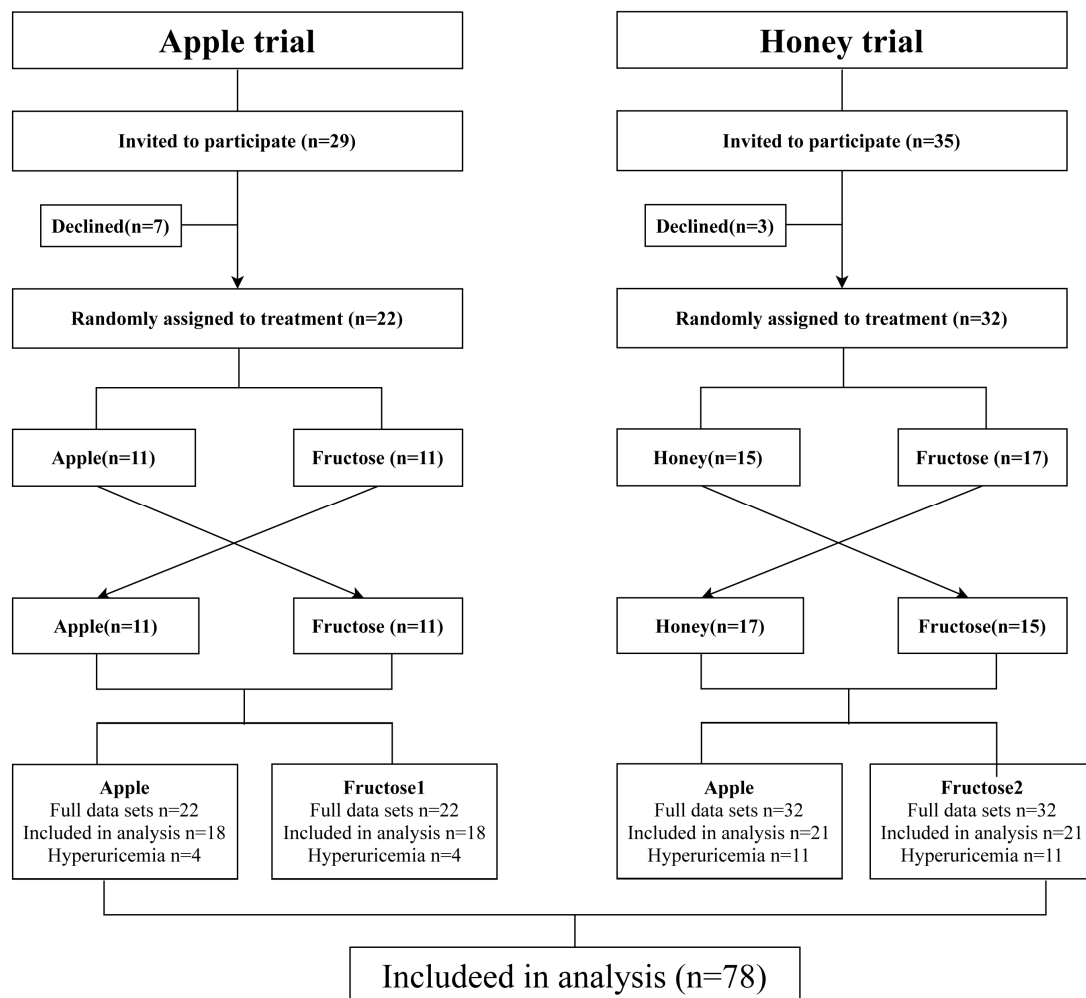 Apple trial
Invited to participate (n=29)
Declined(n=7)
Randomly assigned to treatment (n=22)
Apple(n=11)
Fructose (n=11)
Apple(n=11)
Fructose (n=11)
Apple
Full data sets n=22
Included in analysis n=18
Hyperuricemia n=4
Fructose1
Full data sets n=22
Included in analysis n=18
Hyperuricemia n=4
Honey trial
Invited to participate (n=35)
Declined(n=3)
Randomly assigned to treatment (n=32)
Honey(n=15)
Fructose (n=17)
Honey(n=17)
Fructose(n=15)
Apple
Full data sets n=32
Included in analysis n=21
Hyperuricemia n=11
Fructose2
Full data sets n=32
Included in analysis n=21
Hyperuricemia n=11
Includeed in analysis (n=78)